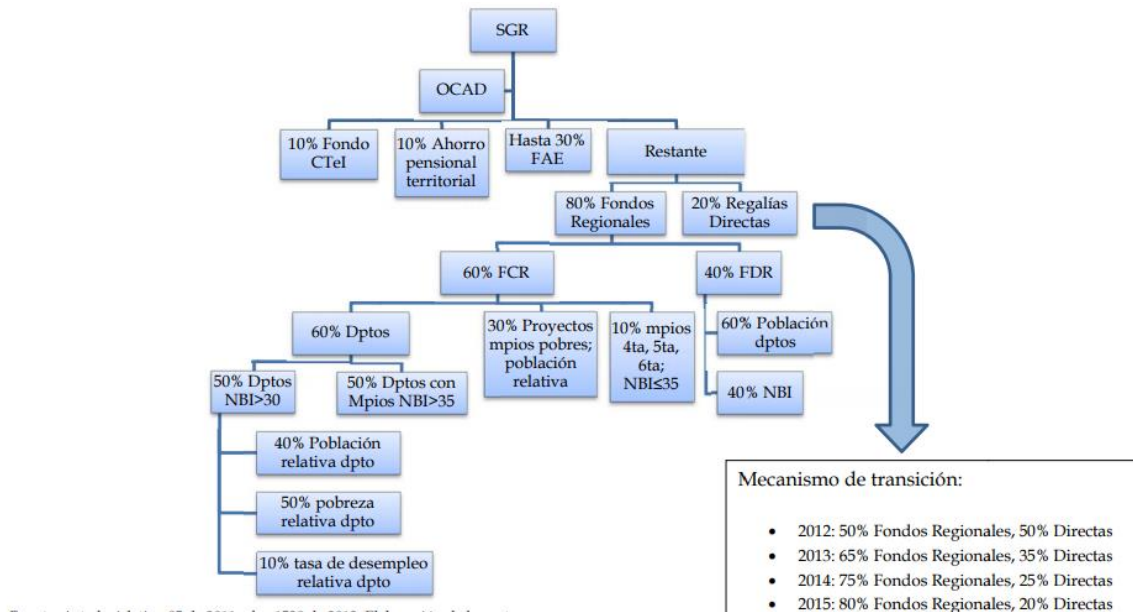 SGR
OCAD
10% Fondo
CTeI
10% Ahorro
pensional
territorial
Hasta 30%
FAE
Restante
80% Fondos
Regionales
20% Regalías
Directas
60% FCR
40% FDR
60% Dptos
30% Proyectos
mpios pobres;
población
relativa
10% mpios
4ta, 5ta,
6ta;
NBI≤35
60% Población
dptos
40% NBI
50% Dptos
NBI>30
50% Dptos con
Mpios NBI>35
40% Población
relativa dpto
50% pobreza
relativa dpto
10% tasa de desempleo
relativa dpto
Mecanismo de transición:
• 2012: 50% Fondos Regionales, 50% Directas
• 2013: 65% Fondos Regionales, 35% Directas
• 2014: 75% Fondos Regionales, 25% Directas
• 2015: 80% Fondos Regionales, 20% Directas